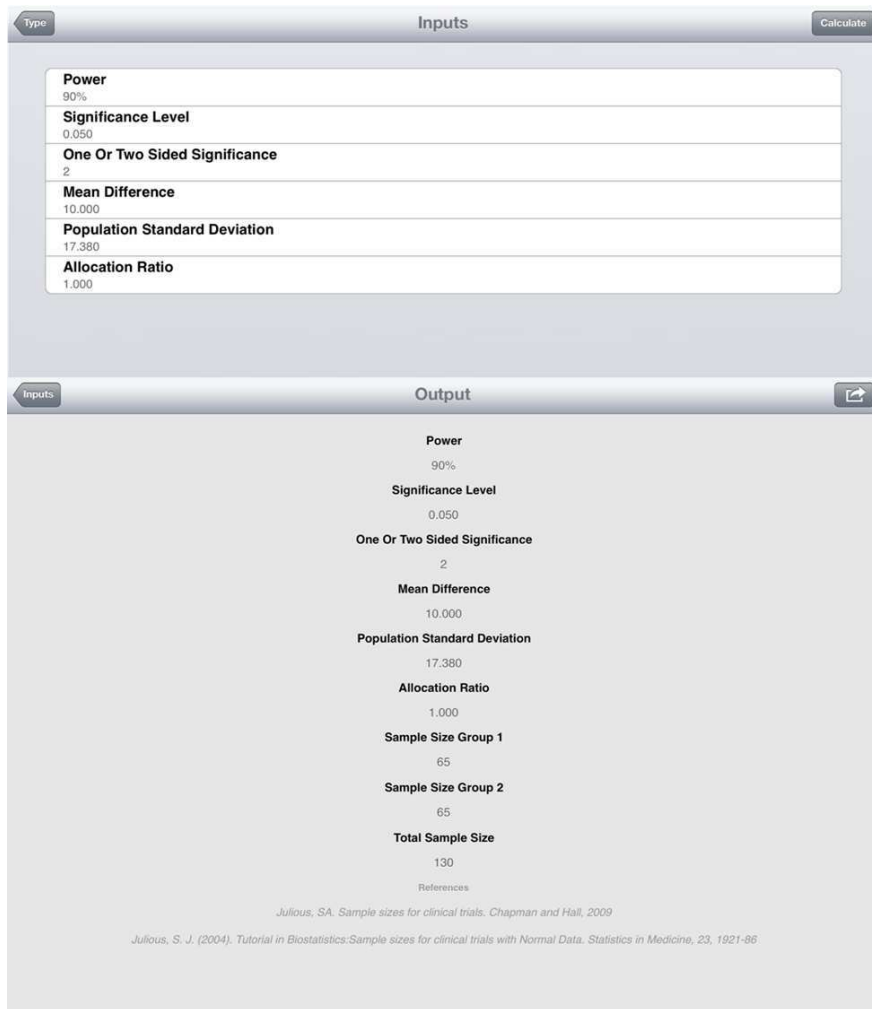 Type
Inputs
Calculate
Power
90%
Significance Level
0.050
One Or Two Sided Significance
2
Mean Difference
10.000
Population Standard Deviation
17.380
Allocation Ratio
1.000
Inputs
Output
Power
90%
Significance Level
0.050
One Or Two Sided Significance
2
Mean Difference
10.000
Population Standard Deviation
17.380
Allocation Ratio
1.000
Sample Size Group 1
65
Sample Size Group 2
65
Total Sample Size
130
References
Julious, SA. Sample sizes for clinical trials. Chapman and Hall, 2009
Julious, S. J. (2004). Tutorial in Biostatistics:Sample sizes for clinical trials with Normal Data. Statistics in Medicine, 23, 1921-86